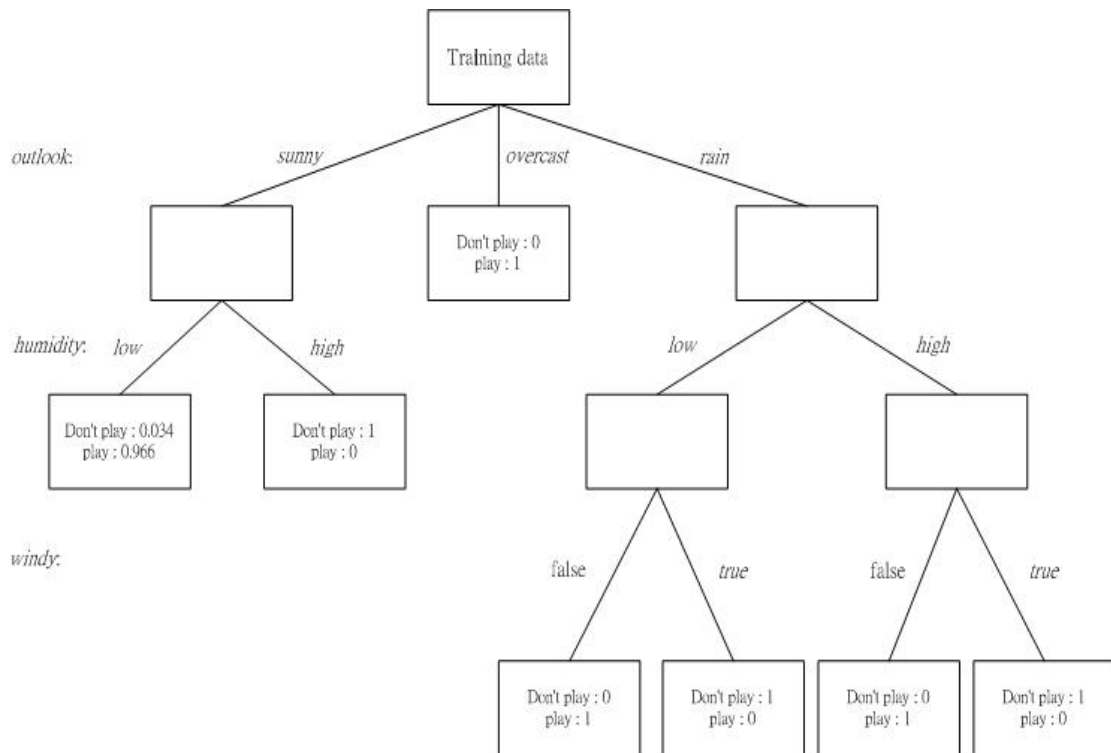 Training data
outlook:
sunny
overcast
rain
Don't play : 0
play : 1
humidity:
low
high
low
high
Don't play : 0.034
play : 0.966
Don't play : 1
play : 0
windy:
false
true
false
true
Don't play : 0
play : 1
Don't play : 1
play : 0
Don't play : 0
play : 1
Don't play : 1
play : 0